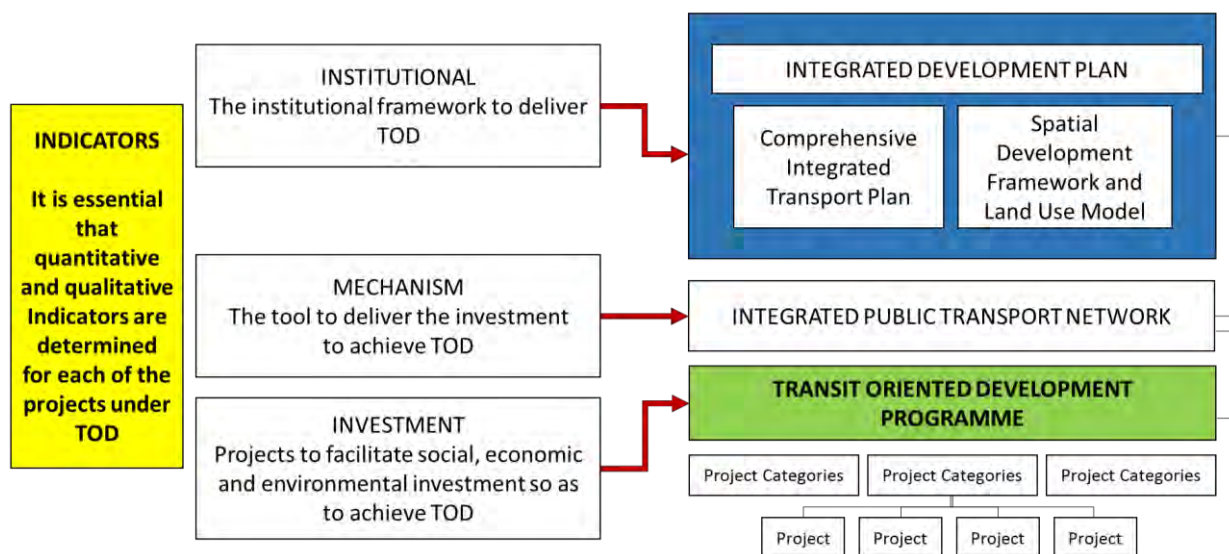 INDICATORS
It is essential
that
quantitative
and qualitative
Indicators are
determined
for each of the
projects under
TOD
INSTITUTIONAL
The institutional framework to deliver
TOD
MECHANISM
The tool to deliver the investment
to achieve TOD
INVESTMENT
Projects to facilitate social, economic
and environmental investment so as
to achieve TOD
INTEGRATED DEVELOPMENT PLAN
Comprehensive
Integrated
Transport Plan
Spatial
Development
Framework and
Land Use Model
INTEGRATED PUBLIC TRANSPORT NETWORK
TRANSIT ORIENTED DEVELOPMENT
PROGRAMME
Project Categories
Project Categories
Project Categories
Project
Project
Project
Project